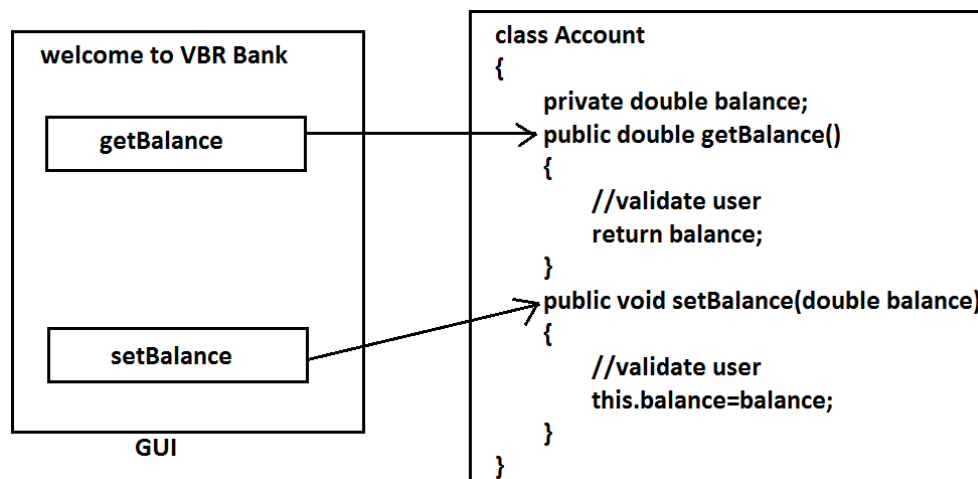 welcome to VBR Bank
getBalance
setBalance
GUI
class Account
{
private double balance;
public double getBalance()
{
//validate user
return balance;
}
public void setBalance(double balance)
{
//validate user
this.balance=balance;
}
}